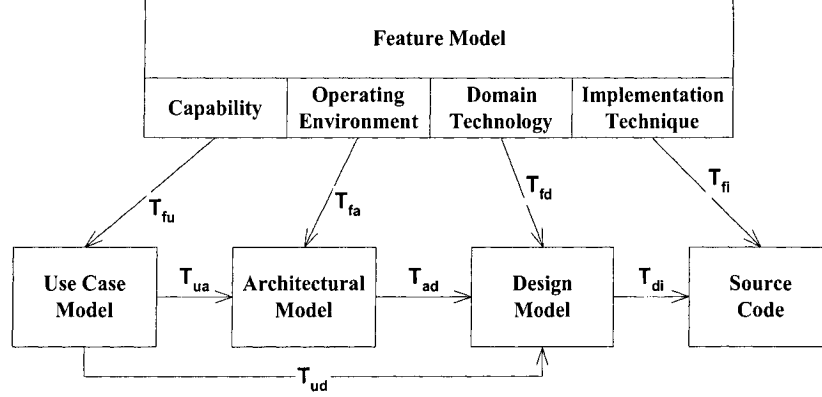 Feature Model
Capability
Operating
Environment
Domain
Technology
Implementation
Technique
Tfu
Tfa
Tfd
Tfi
Use Case
Model
Tua
Architectural
Model
Tad
Design
Model
Tdi
Source
Code
Tud